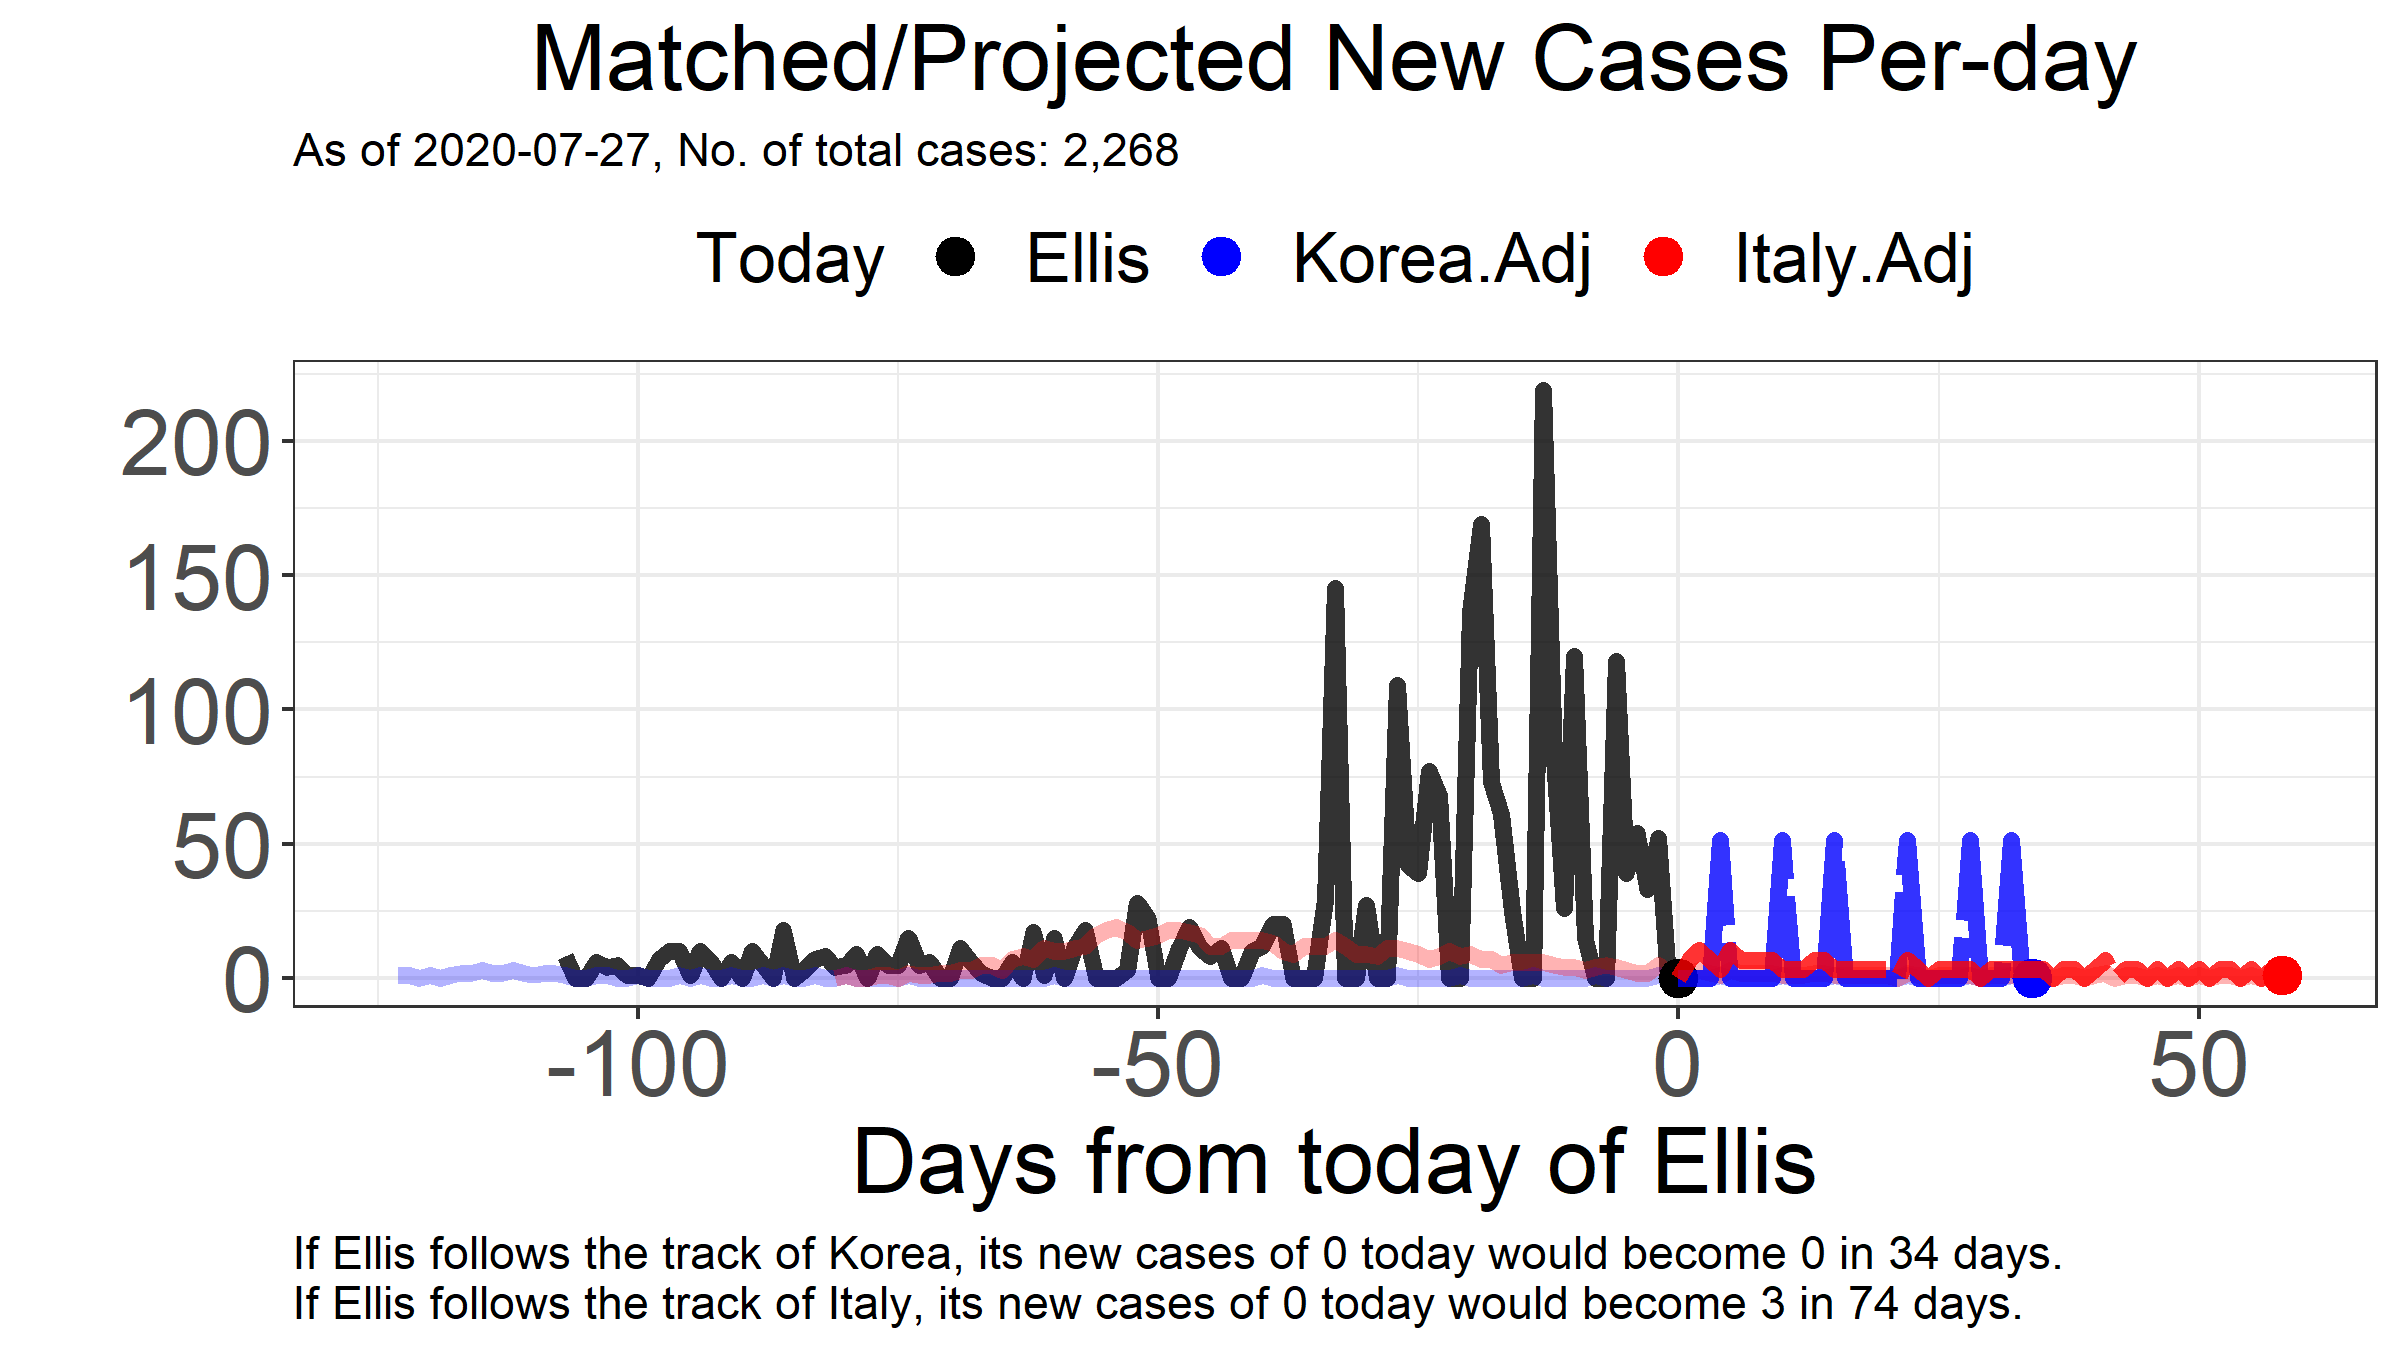 Matched/Projected New Cases Per-day
As of 2020-07-27, No. of total cases: 2,268
Today Ellis Korea.Adj Italy.Adj
200
150
100
50
0
-100 -50 0 50
Days from today of Ellis
If Ellis follows the track of Korea, its new cases of 0 today would become 0 in 34 days.
If Ellis follows the track of Italy, its new cases of 0 today would become 3 in 74 days.